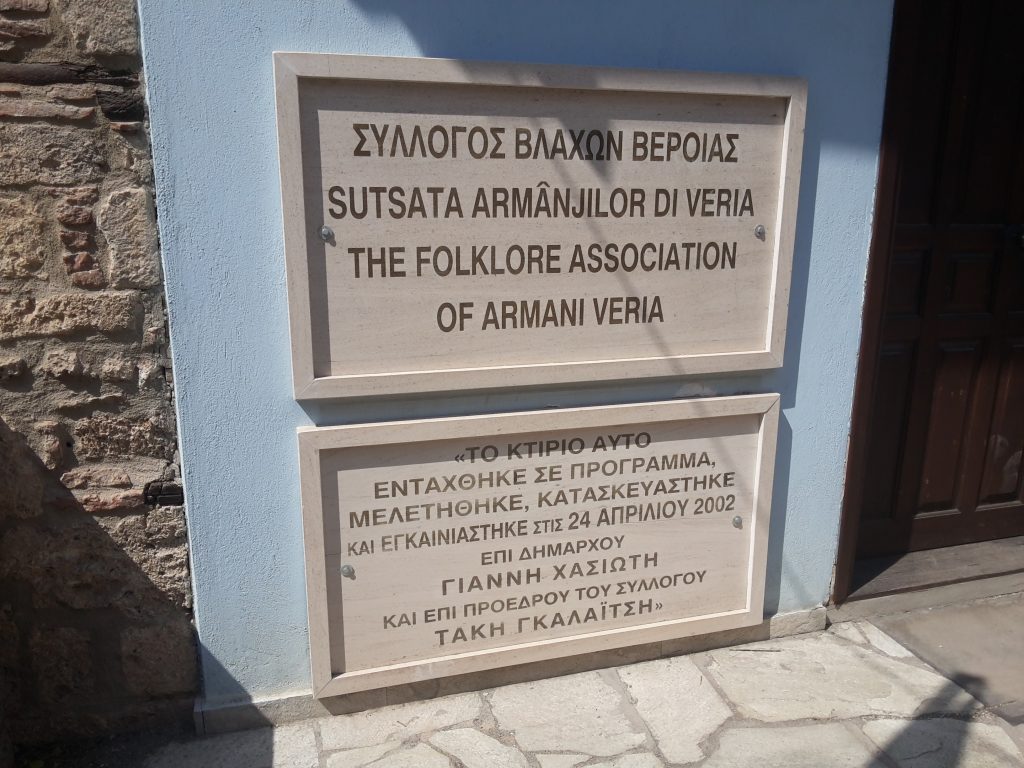 ΣΥΛΛΟΓΟΣ ΒΛΑΧΩΝ ΒΕΡΟΙΑΣ
SUTSATA ARMÂNJILOR DI VERIA
THE FOLKLORE ASSOCIATION
OF ARMANI VERIA
«ΤΟ ΚΤΙΡΙΟ ΑΥΤΟ
ΕΝΤΑΧΘΗΚΕ ΣΕ ΠΡΟΓΡΑΜΜΑ,
ΜΕΛΕΤΗΘΗΚΕ, ΚΑΤΑΣΚΕΥΑΣΤΗΚΕ
ΚΑΙ ΕΓΚΑΙΝΙΑΣΤΗΚΕ ΣΤΙΣ 24 ΑΠΡΙΛΙΟΥ 2002
ΕΠΙ ΔΗΜΑΡΧΟΥ
ΓΙΑΝΝΗ ΧΑΣΙΩΤΗ
ΚΑΙ ΕΠΙ ΠΡΟΕΔΡΟΥ ΤΟΥ ΣΥΛΛΟΓΟΥ
ΤΑΚΗ ΓΚΑΛΑΪΤΣΗ»